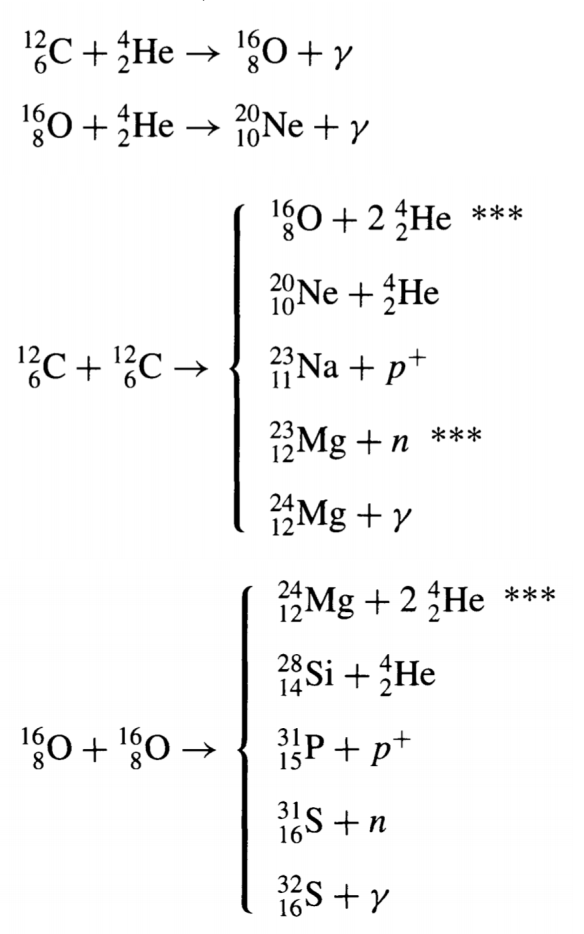 ¹²₆C + ⁴₂He → ¹⁶₈O + γ
¹⁶₈O + ⁴₂He → ²⁰₁₀Ne + γ
¹²₆C + ¹²₆C →
¹⁶₈O + 2 ⁴₂He ***
²⁰₁₀Ne + ⁴₂He
²³₁₁Na + p⁺
²³₁₂Mg + n ***
²⁴₁₂Mg + γ
¹⁶₈O + ¹⁶₈O →
²⁴₁₂Mg + 2 ⁴₂He ***
²⁸₁₄Si + ⁴₂He
³¹₁₅P + p⁺
³¹₁₆S + n
³²₁₆S + γ